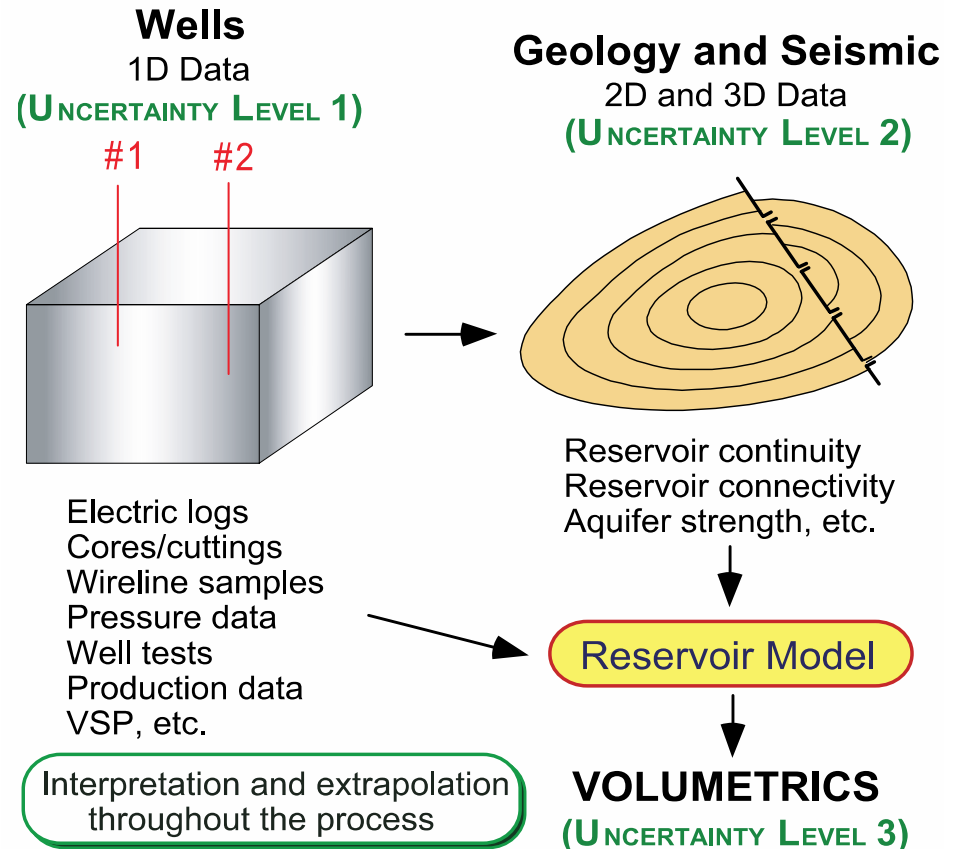 Wells
1D Data
(UNCERTAINTY LEVEL 1)
#1 #2
Geology and Seismic
2D and 3D Data
(UNCERTAINTY LEVEL 2)
Reservoir continuity
Reservoir connectivity
Aquifer strength, etc.
Electric logs
Cores/cuttings
Wireline samples
Pressure data
Well tests
Production data
VSP, etc.
Reservoir Model
Interpretation and extrapolation
throughout the process
VOLUMETRICS
(UNCERTAINTY LEVEL 3)